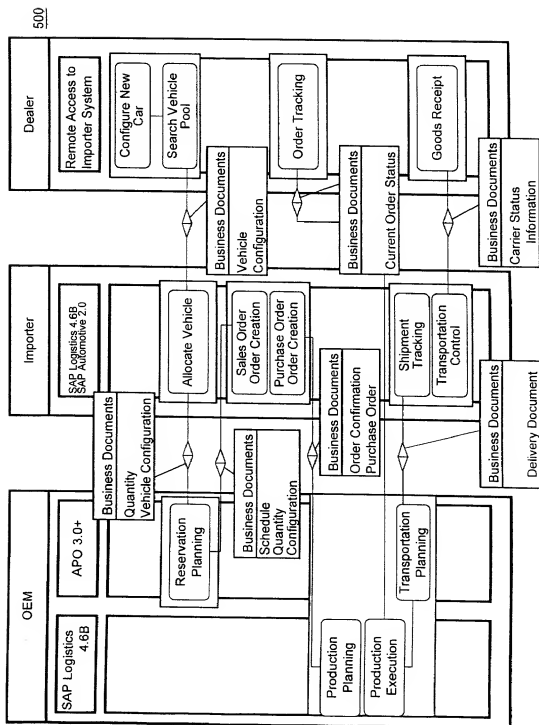 500
OEM
SAP Logistics
4.6B
APO 3.0+
Importer
SAP Logistics 4.6B
SAP Automotive 2.0
Dealer
Remote Access to
Importer System
Configure New
Car
Search Vehicle
Pool
Business Documents
Vehicle
Configuration
Allocate Vehicle
Business Documents
Quantity
Vehicle Configuration
Reservation
Planning
Sales Order
Order Creation
Purchase Order
Order Creation
Business Documents
Schedule
Quantity
Configuration
Order Tracking
Business Documents
Current Order Status
Business Documents
Order Confirmation
Purchase Order
Production
Planning
Production
Execution
Transportation
Planning
Shipment
Tracking
Transportation
Control
Goods Receipt
Business Documents
Carrier Status
Information
Business Documents
Delivery Document